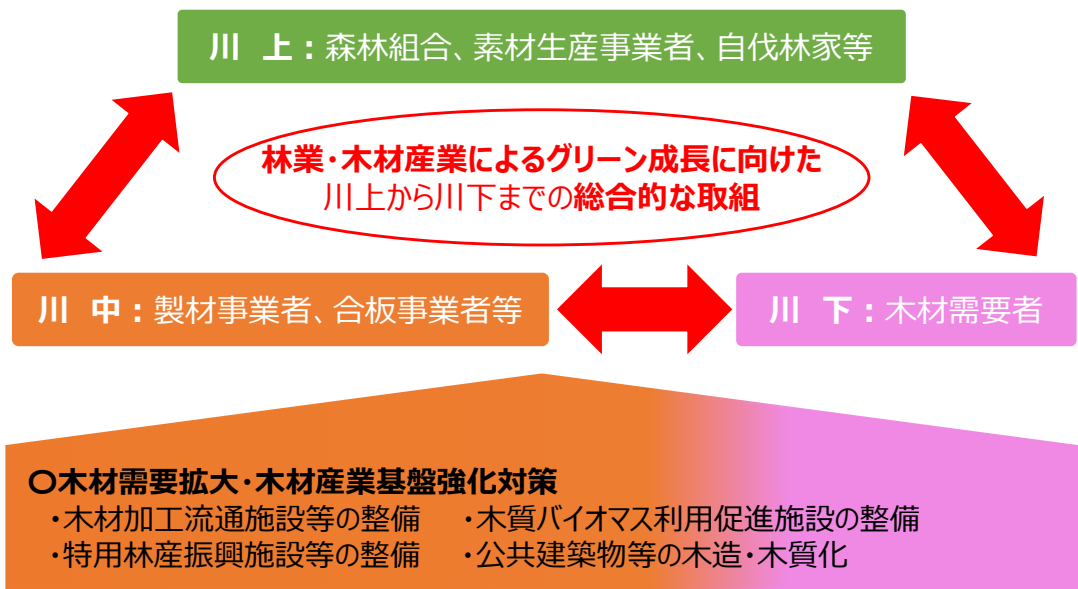 川　上：森林組合、素材生産事業者、自伐林家等
林業・木材産業によるグリーン成長に向けた
川上から川下までの総合的な取組
川　中：製材事業者、合板事業者等
川　下：木材需要者
〇木材需要拡大・木材産業基盤強化対策
・木材加工流通施設等の整備　・木質バイオマス利用促進施設の整備
・特用林産振興施設等の整備　・公共建築物等の木造・木質化